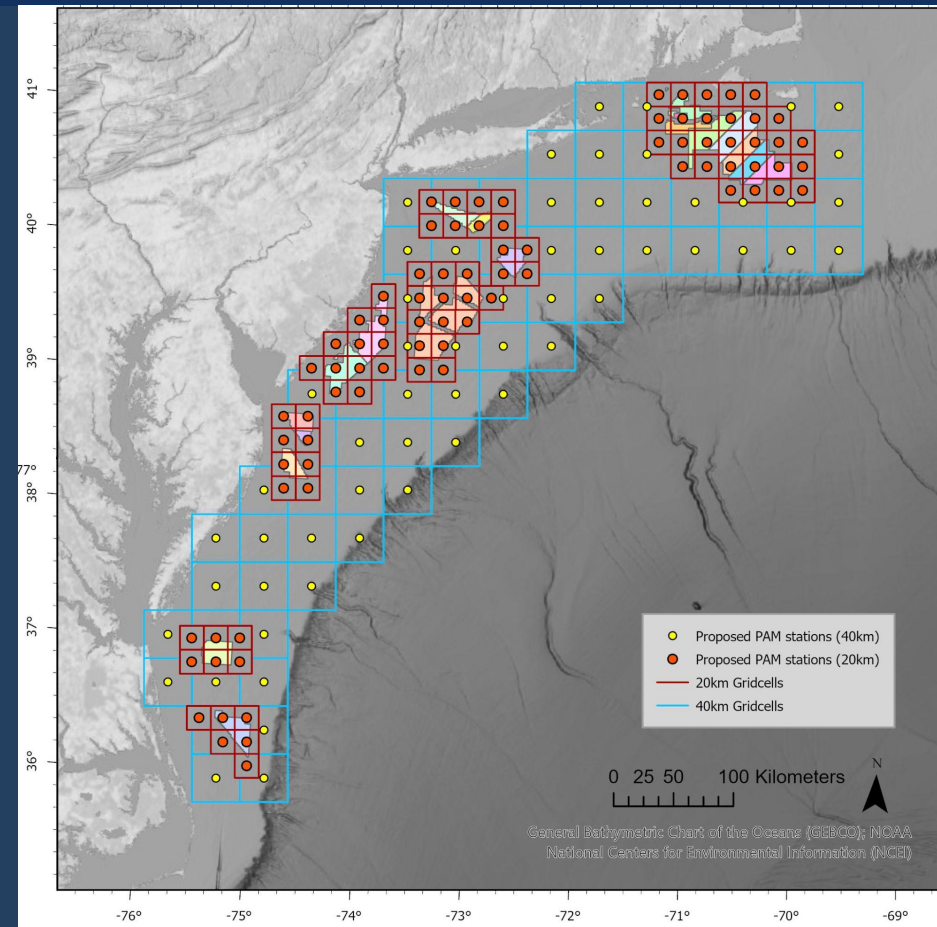 41°
40°
39°
77°
38°
37°
36°
Proposed PAM stations (40km)
Proposed PAM stations (20km)
20km Gridcells
40km Gridcells
0 25 50 100 Kilometers
N
General Bathymetric Chart of the Oceans (GEBCO); NOAA
National Centers for Environmental Information (NCEI)
-76° -75° -74° -73° -72° -71° -70° -69°